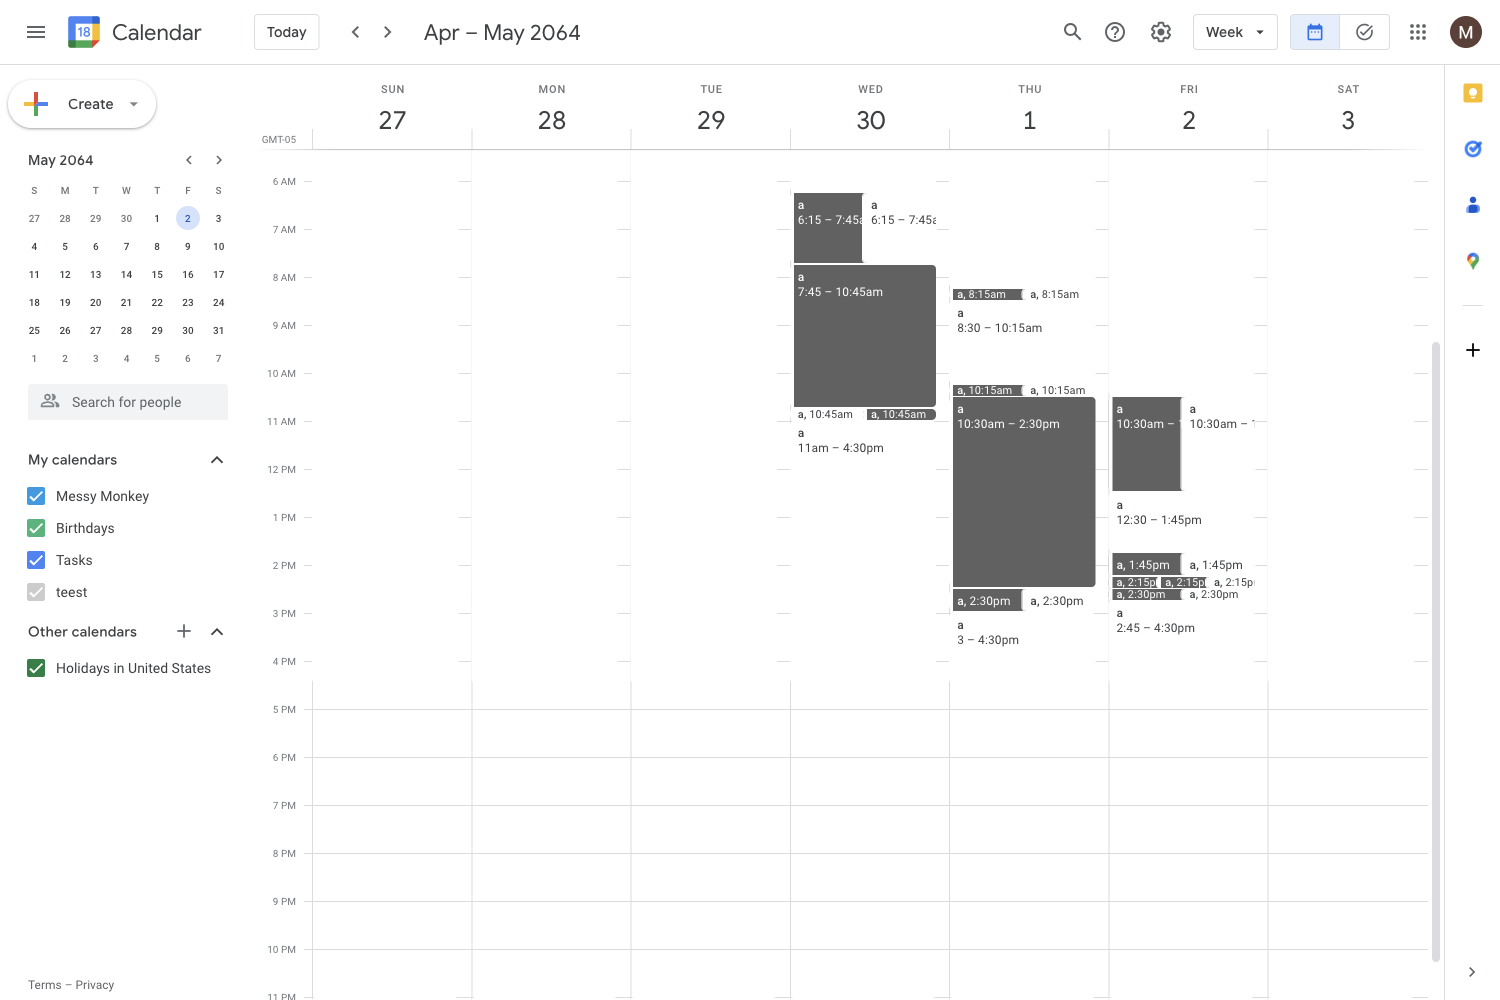 18 Calendar Today Apr – May 2064 Week M
Create
SUN MON TUE WED THU FRI SAT
27 28 29 30 1 2 3
GMT-05
May 2064
S M T W T F S
27 28 29 30 1 2 3
4 5 6 7 8 9 10
11 12 13 14 15 16 17
18 19 20 21 22 23 24
25 26 27 28 29 30 31
1 2 3 4 5 6 7
Search for people
My calendars
Messy Monkey
Birthdays
Tasks
teest
Other calendars
Holidays in United States
Terms – Privacy
6 AM
7 AM
8 AM
9 AM
10 AM
11 AM
12 PM
1 PM
2 PM
3 PM
4 PM
5 PM
6 PM
7 PM
8 PM
9 PM
10 PM
11 PM
a
6:15 – 7:45a
a
6:15 – 7:45a
a
7:45 – 10:45am
a, 10:45am
a, 10:45am
a
11am – 4:30pm
a, 8:15am
a, 8:15am
a
8:30 – 10:15am
a, 10:15am
a, 10:15am
a
10:30am – 2:30pm
a, 2:30pm
a, 2:30pm
a
3 – 4:30pm
a
10:30am –
a
10:30am –
a
12:30 – 1:45pm
a, 1:45pm
a, 1:45pm
a, 2:15p
a, 2:15p
a, 2:15p
a, 2:30pm
a, 2:30pm
a
2:45 – 4:30pm